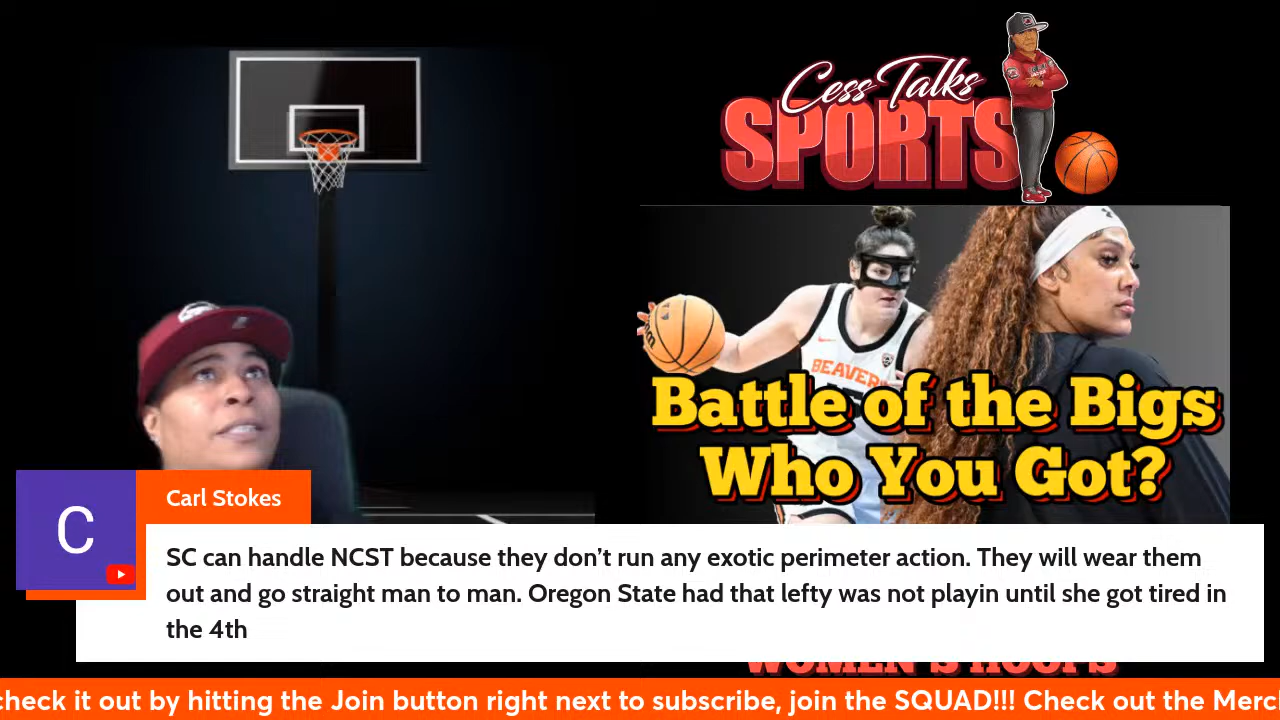 Cess Talks
SPORTS
BEAVERS
Battle of the Bigs
Who You Got?
C
Carl Stokes
SC can handle NCST because they don’t run any exotic perimeter action. They will wear them
out and go straight man to man. Oregon State had that lefty was not playin until she got tired in
the 4th
WOMEN'S HOOPS
check it out by hitting the Join button right next to subscribe, join the SQUAD!!! Check out the Merc